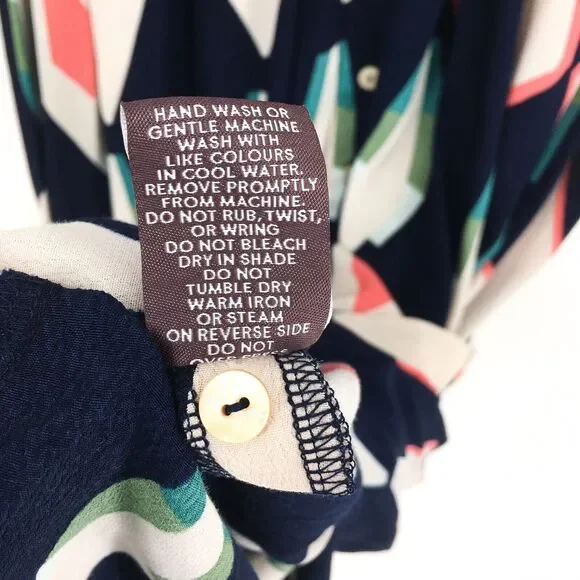 HAND WASH OR
GENTLE MACHINE
WASH WITH
LIKE COLOURS
IN COOL WATER.
REMOVE PROMPTLY
FROM MACHINE.
DO NOT RUB, TWIST,
OR WRING
DO NOT BLEACH
DRY IN SHADE
DO NOT
TUMBLE DRY
WARM IRON
OR STEAM
ON REVERSE SIDE
DO NOT